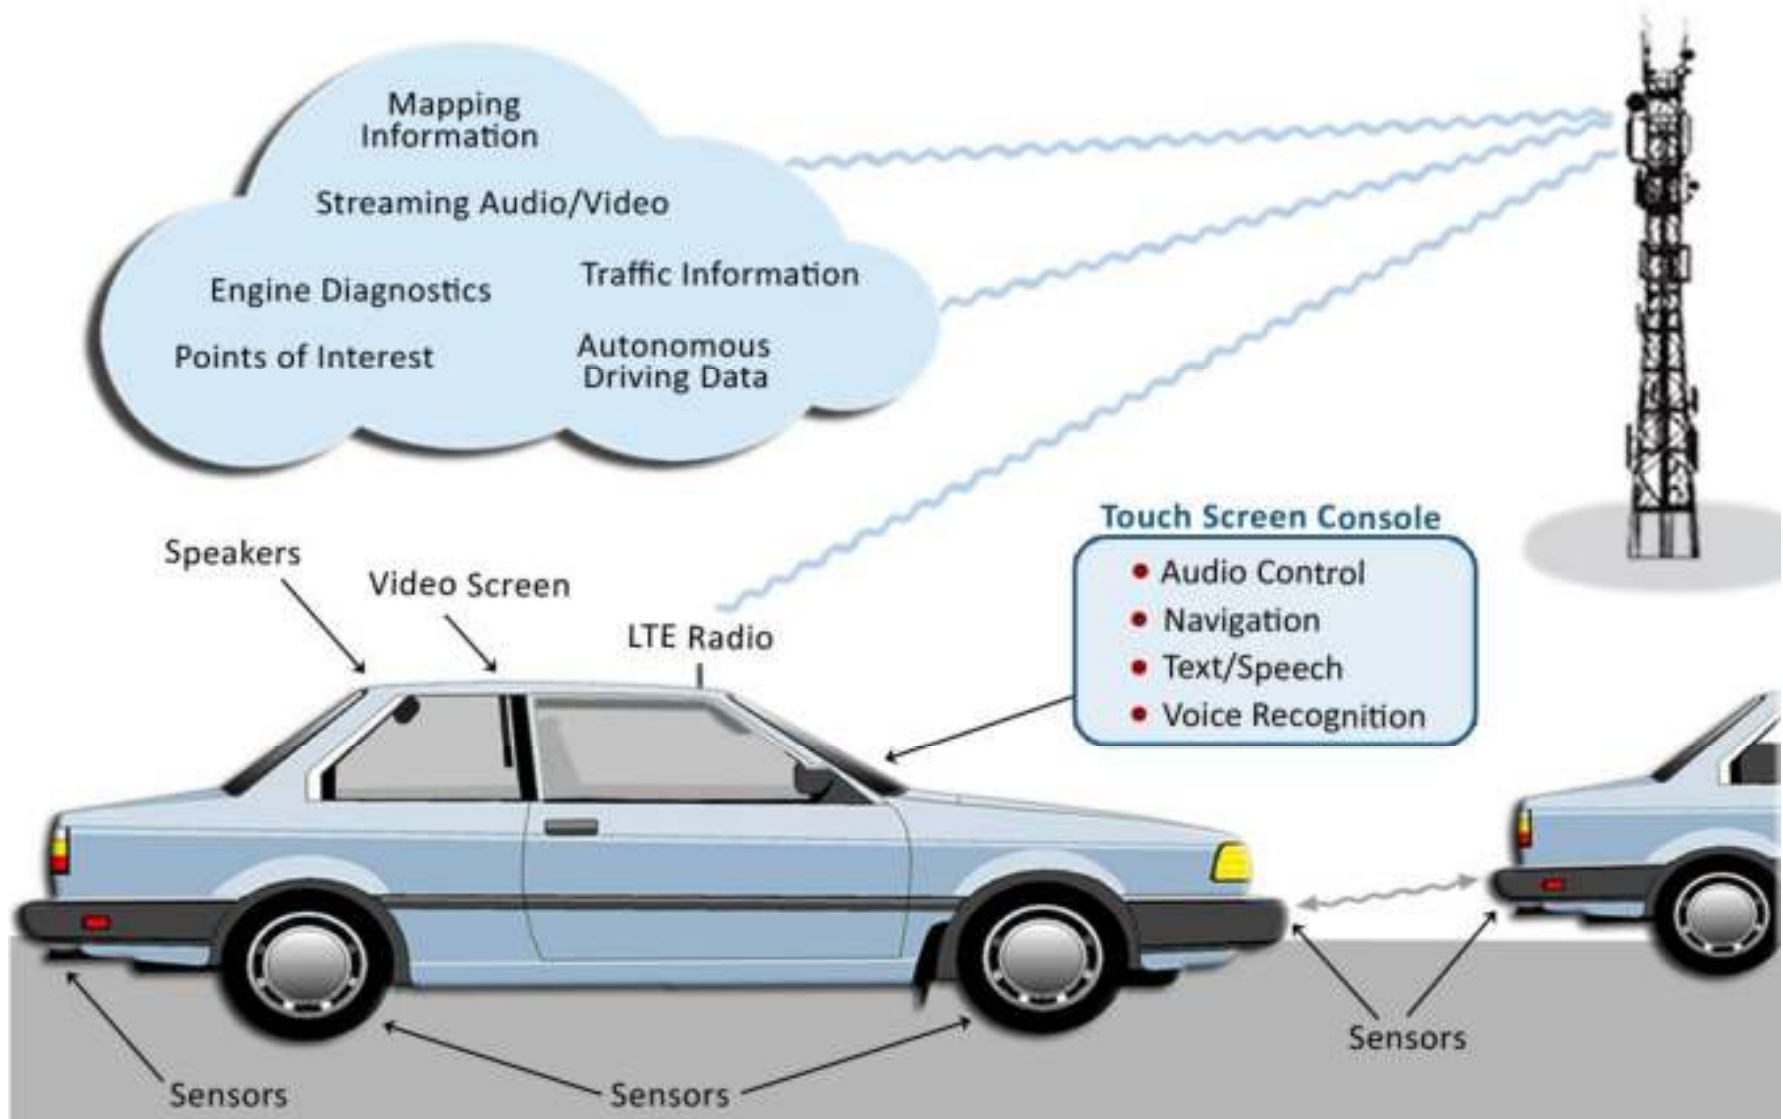 Mapping
Information
Streaming Audio/Video
Engine Diagnostics
Traffic Information
Points of Interest
Autonomous
Driving Data
Speakers
Video Screen
LTE Radio
Touch Screen Console
Audio Control
Navigation
Text/Speech
Voice Recognition
Sensors
Sensors
Sensors